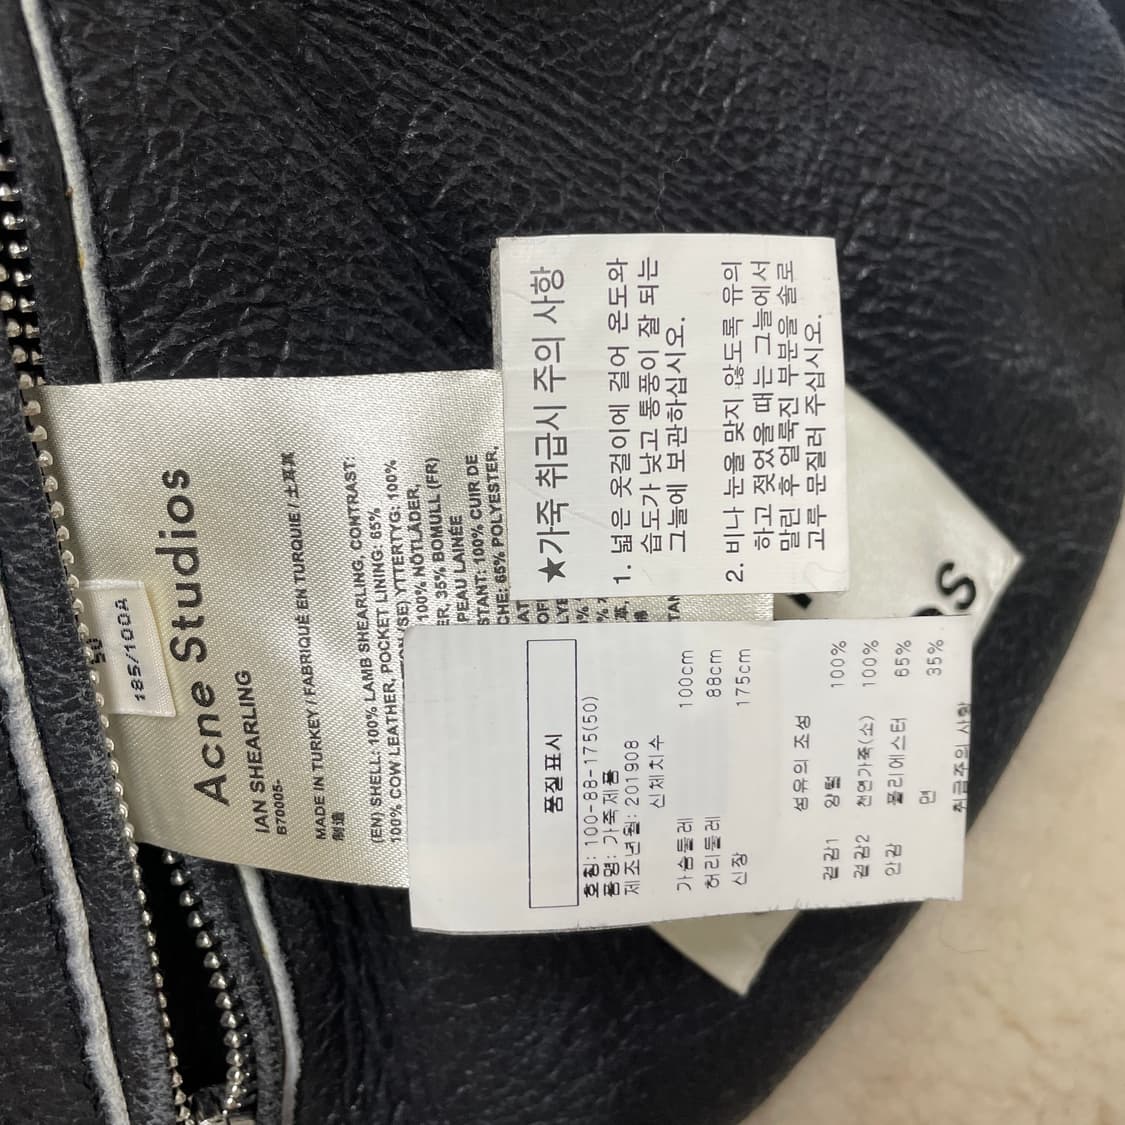 50
185/100A
Acne Studios
IAN SHEARLING
B70005-
MADE IN TURKEY / FABRIQUÉ EN TURQUIE / 土耳其
制造
(EN) SHELL: 100% LAMB SHEARLING, CONTRAST:
100% COW LEATHER, POCKET LINING: 65%
(SE) YTTERTYG: 100%
100% NÖTLÄDER,
35% BOMULL (FR)
PEAU LAINÉE
100% CUIR DE
65% POLYESTER,
★가죽 취급시 주의 사항
1. 넓은 옷걸이에 걸어 온도와
습도가 낮고 통풍이 잘 되는
그늘에 보관하십시오.
2. 비나 눈을 맞지 않도록 유의
하고 젖었을 때는 그늘에서
말린 후 얼룩진 부분을 솔로
고루 문질러 주십시오.
품질표시
호칭: 100-88-175(50)
품명: 가죽제품
제조년월: 201908
신체치수
가슴둘레 100cm
허리둘레 88cm
신장 175cm
섬유의 조성
겉감1 양털 100%
겉감2 천연가죽(소) 100%
안감 폴리에스터 65%
면 35%
취급주의 사항